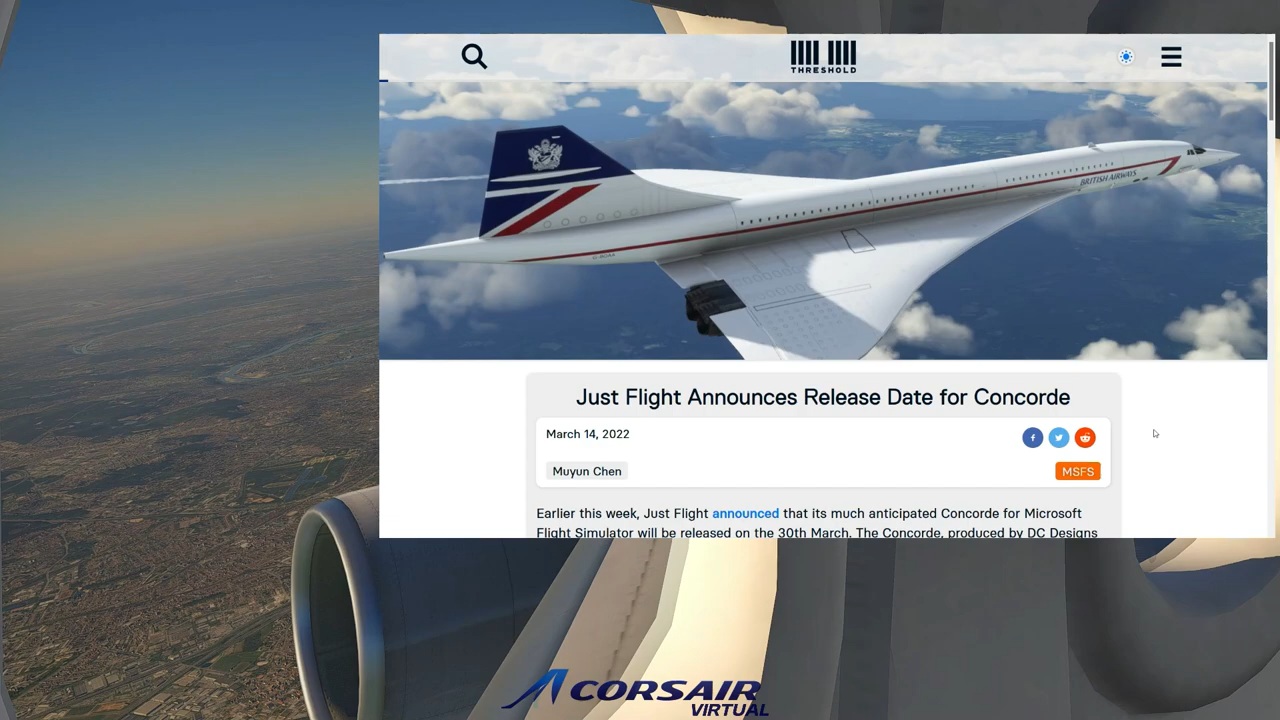 THRESHOLD
BRITISH AIRWAYS
Just Flight Announces Release Date for Concorde
March 14, 2022
Muyun Chen
MSFS
Earlier this week, Just Flight announced that its much anticipated Concorde for Microsoft
Flight Simulator will be released on the 30th March. The Concorde, produced by DC Designs
CORSAIR
VIRTUAL